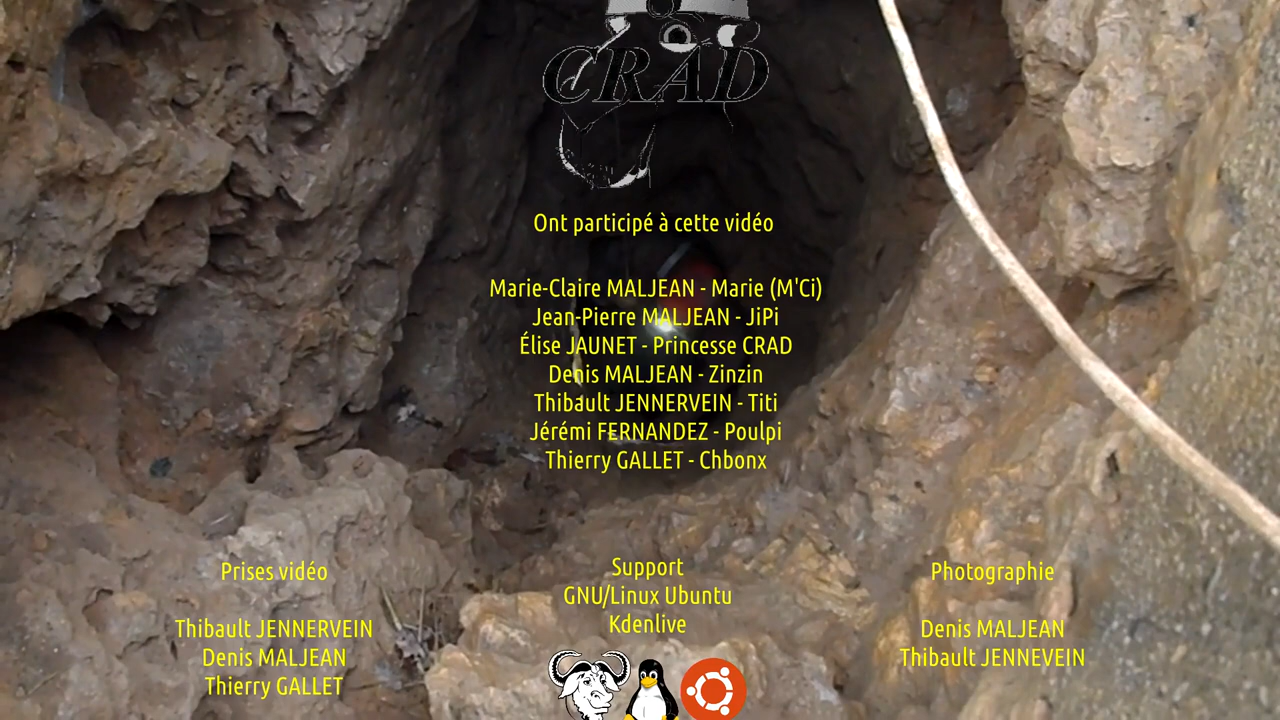 CRAD
Ont participé à cette vidéo
Marie-Claire MALJEAN - Marie (M'Ci)
Jean-Pierre MALJEAN - JiPi
Élise JAUNET - Princesse CRAD
Denis MALJEAN - Zinzin
Thibault JENNERVEIN - Titi
Jérémi FERNANDEZ - Poulpi
Thierry GALLET - Chbonx
Prises vidéo
Thibault JENNERVEIN
Denis MALJEAN
Thierry GALLET
Support
GNU/Linux Ubuntu
Kdenlive
Photographie
Denis MALJEAN
Thibault JENNEVEIN